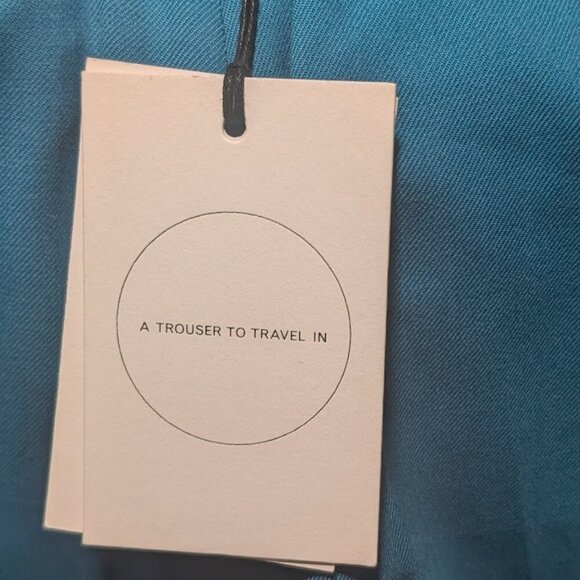 A TROUSER TO TRAVEL IN